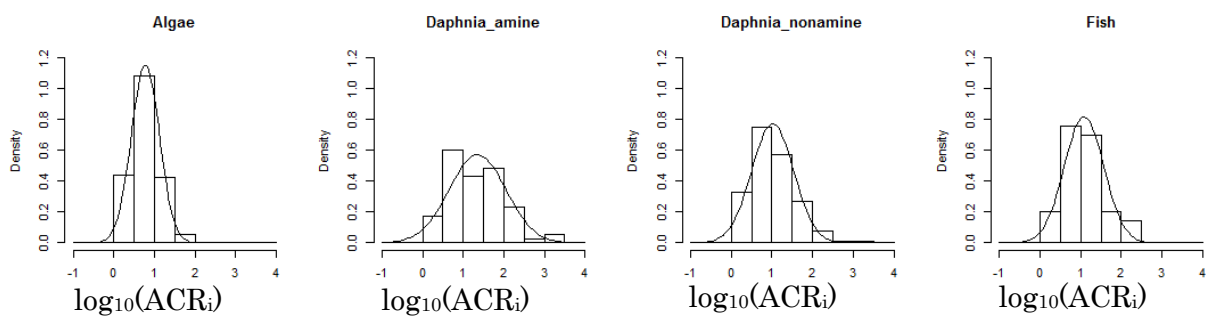 Algae
Density
0.0 0.2 0.4 0.6 0.8 1.0 1.2
-1 0 1 2 3 4
log₁₀(ACRᵢ)
Daphnia_amine
Density
0.0 0.2 0.4 0.6 0.8 1.0 1.2
-1 0 1 2 3 4
log₁₀(ACRᵢ)
Daphnia_nonamine
Density
0.0 0.2 0.4 0.6 0.8 1.0 1.2
-1 0 1 2 3 4
log₁₀(ACRᵢ)
Fish
Density
0.0 0.2 0.4 0.6 0.8 1.0 1.2
-1 0 1 2 3 4
log₁₀(ACRᵢ)